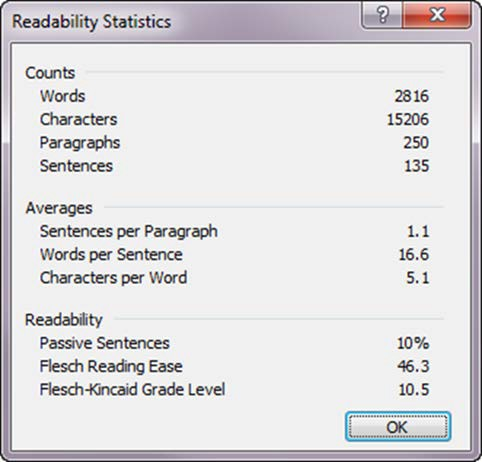 Readability Statistics ?
Counts
Words 2816
Characters 15206
Paragraphs 250
Sentences 135
Averages
Sentences per Paragraph 1.1
Words per Sentence 16.6
Characters per Word 5.1
Readability
Passive Sentences 10%
Flesch Reading Ease 46.3
Flesch-Kincaid Grade Level 10.5
OK